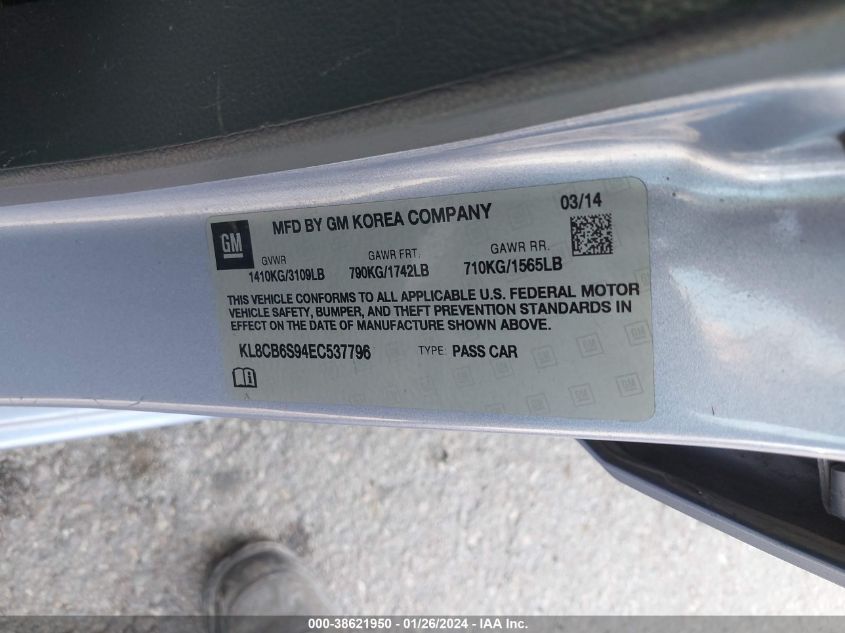 MFD BY GM KOREA COMPANY
03/14
GM
GVWR
GAWR FRT.
GAWR RR.
1410KG/3109LB
790KG/1742LB
710KG/1565LB
THIS VEHICLE CONFORMS TO ALL APPLICABLE U.S. FEDERAL MOTOR
VEHICLE SAFETY, BUMPER, AND THEFT PREVENTION STANDARDS IN
EFFECT ON THE DATE OF MANUFACTURE SHOWN ABOVE.
KL8CB6S94EC537796
TYPE: PASS CAR
000-38621950 - 01/26/2024 - IAA Inc.